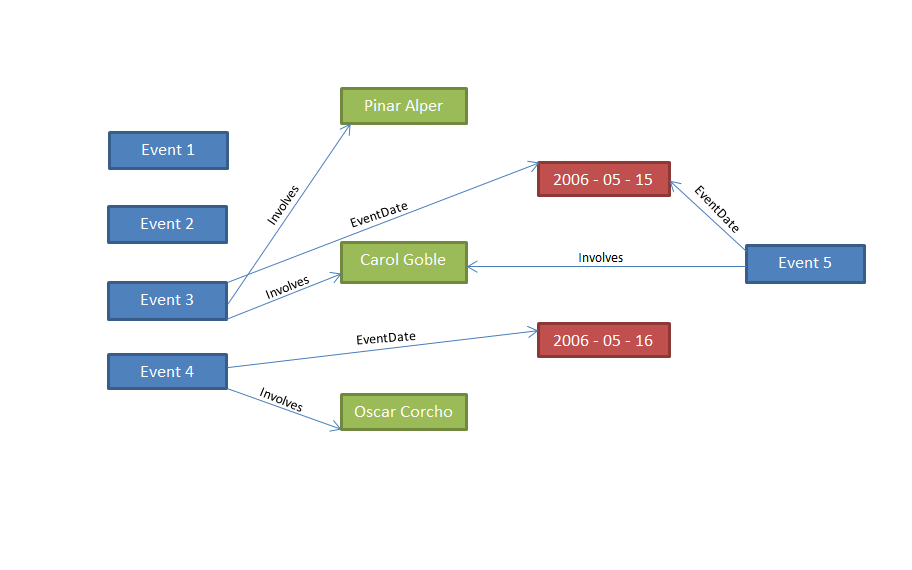 Pinar Alper
Event 1
2006 - 05 - 15
Involves
EventDate
EventDate
Event 2
Carol Goble
Involves
Event 5
Involves
Event 3
2006 - 05 - 16
EventDate
Event 4
Involves
Oscar Corcho